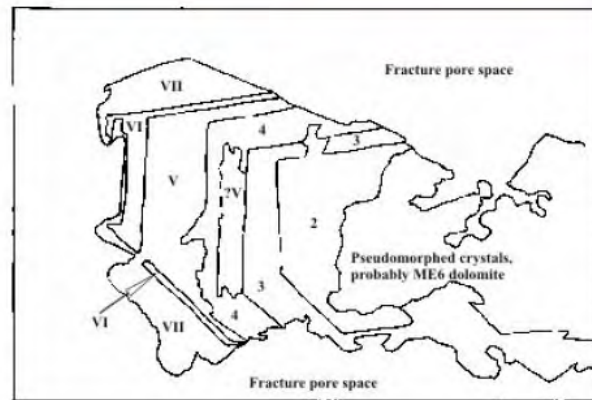 VII
Fracture pore space
VI
4
3
V
?V
2
Pseudomorphed crystals,
probably ME6 dolomite
3
VI
VII
4
Fracture pore space